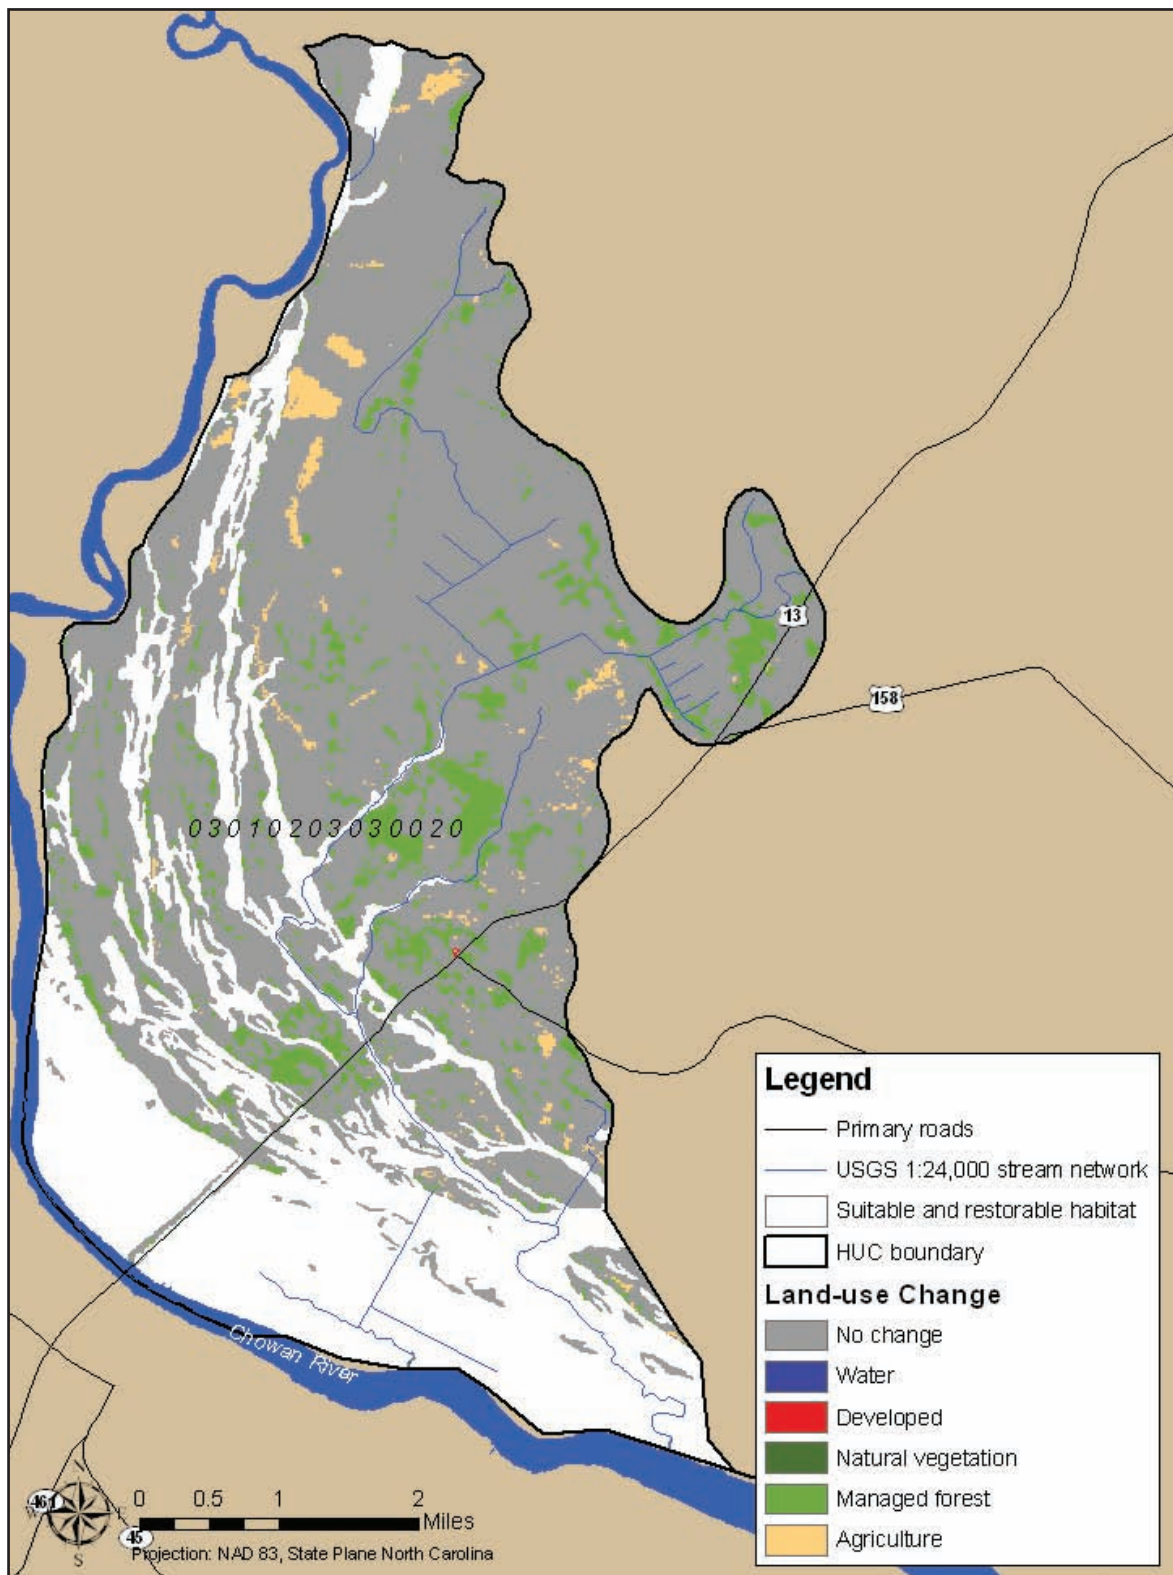 13
158
03010203030020
Chowan River
Legend
Primary roads
USGS 1:24,000 stream network
Suitable and restorable habitat
HUC boundary
Land-use Change
No change
Water
Developed
Natural vegetation
Managed forest
Agriculture
N
E
S
W
461
45
0 0.5 1 2
Miles
Projection: NAD 83, State Plane North Carolina